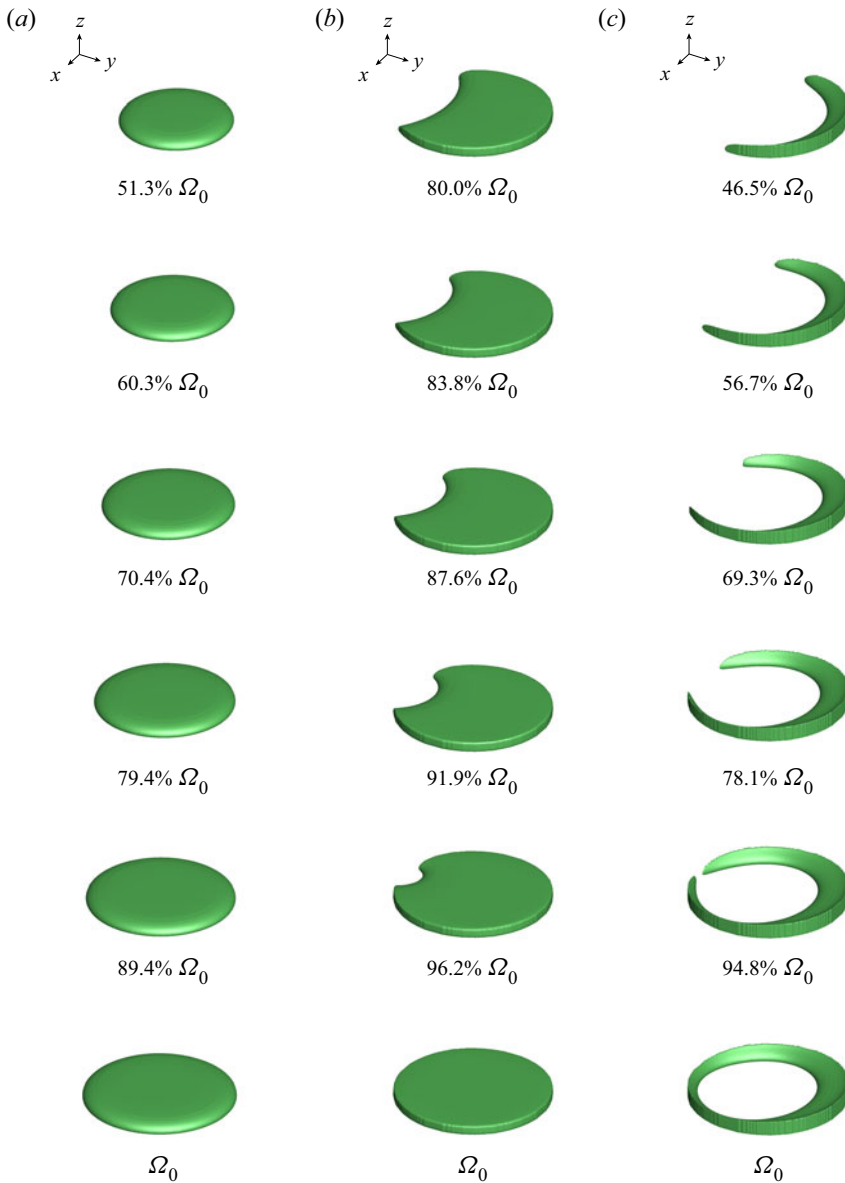 (a) (b) (c)
z z z
x y x y x y
51.3% Ω0 80.0% Ω0 46.5% Ω0
60.3% Ω0 83.8% Ω0 56.7% Ω0
70.4% Ω0 87.6% Ω0 69.3% Ω0
79.4% Ω0 91.9% Ω0 78.1% Ω0
89.4% Ω0 96.2% Ω0 94.8% Ω0
Ω0 Ω0 Ω0